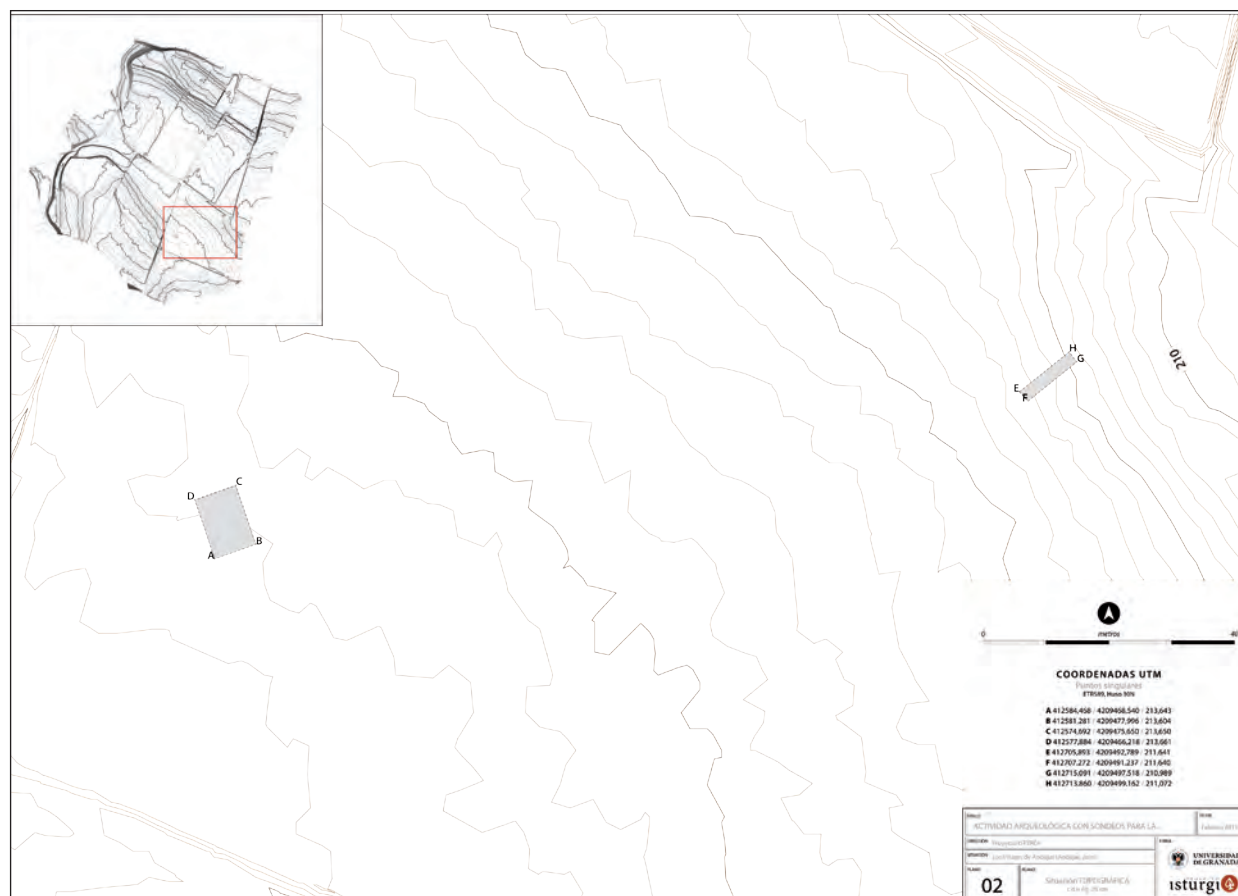 H
G
E
F
210
C
D
B
A
0
metros
COORDENADAS UTM
Puntos singulares
ETRS89, Huso 30N
A 412584,458 / 4209468,540 / 213,643
B 412581,281 / 4209477,996 / 213,604
C 412574,692 / 4209475,650 / 213,650
D 412577,884 / 4209466,218 / 213,661
E 412705,893 / 4209492,789 / 211,641
F 412707,272 / 4209491,237 / 211,640
G 412715,091 / 4209497,518 / 210,989
H 412713,860 / 4209499,162 / 211,072
ACTIVIDAD ARQUEOLÓGICA CON SONDEOS PARA LA...
02
Situación TOPOGRÁFICA
UNIVERSIDAD
DE GRANADA
isturgi